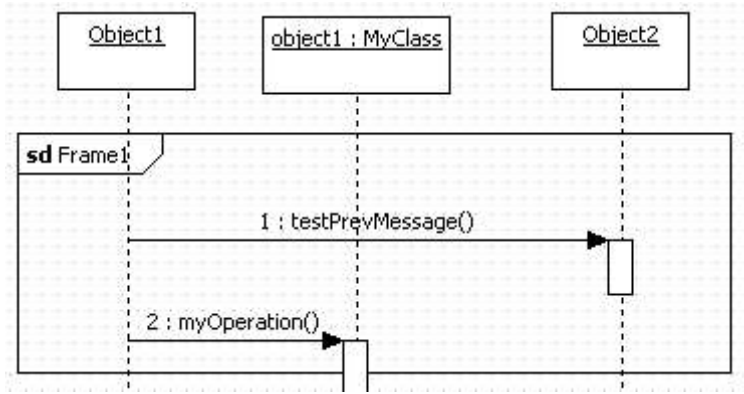 Object1
object1 : MyClass
Object2
sd Frame1
1 : testPrevMessage()
2 : myOperation()